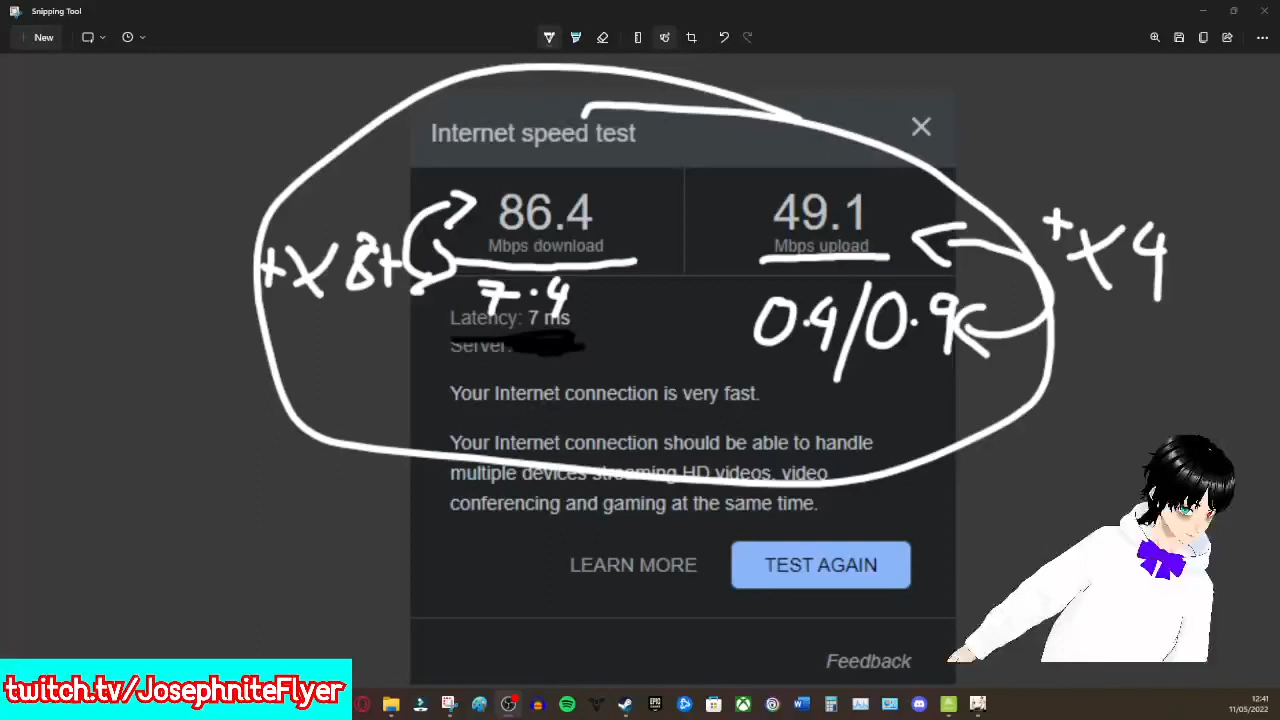 Snipping Tool
New
Internet speed test
86.4
Mbps download
49.1
Mbps upload
+X8+
+X4
7.4
0.4/0.9
Latency: 7 ms
Server:
Your Internet connection is very fast.
Your Internet connection should be able to handle
multiple devices streaming HD videos, video
conferencing and gaming at the same time.
LEARN MORE
TEST AGAIN
Feedback
twitch.tv/JosephniteFlyer
12:41
11/05/2022